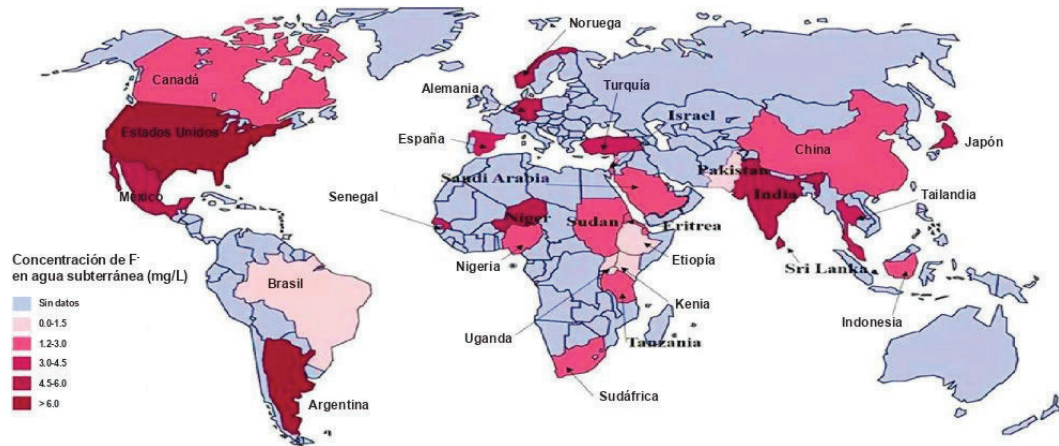 Noruega
Canadá
Alemania
Turquía
Estados Unidos
Israel
España
China
Japón
Pakistan
México
Senegal
Saudi Arabia
India
Tailandia
Niger
Sudan
Eritrea
Concentración de F-
en agua subterránea (mg/L)
Nigeria
Etiopía
Sri Lanka
Brasil
Sin datos
0.0-1.5
Kenia
1.2-3.0
Uganda
Indonesia
3.0-4.5
Tanzania
4.5-6.0
>6.0
Argentina
Sudáfrica